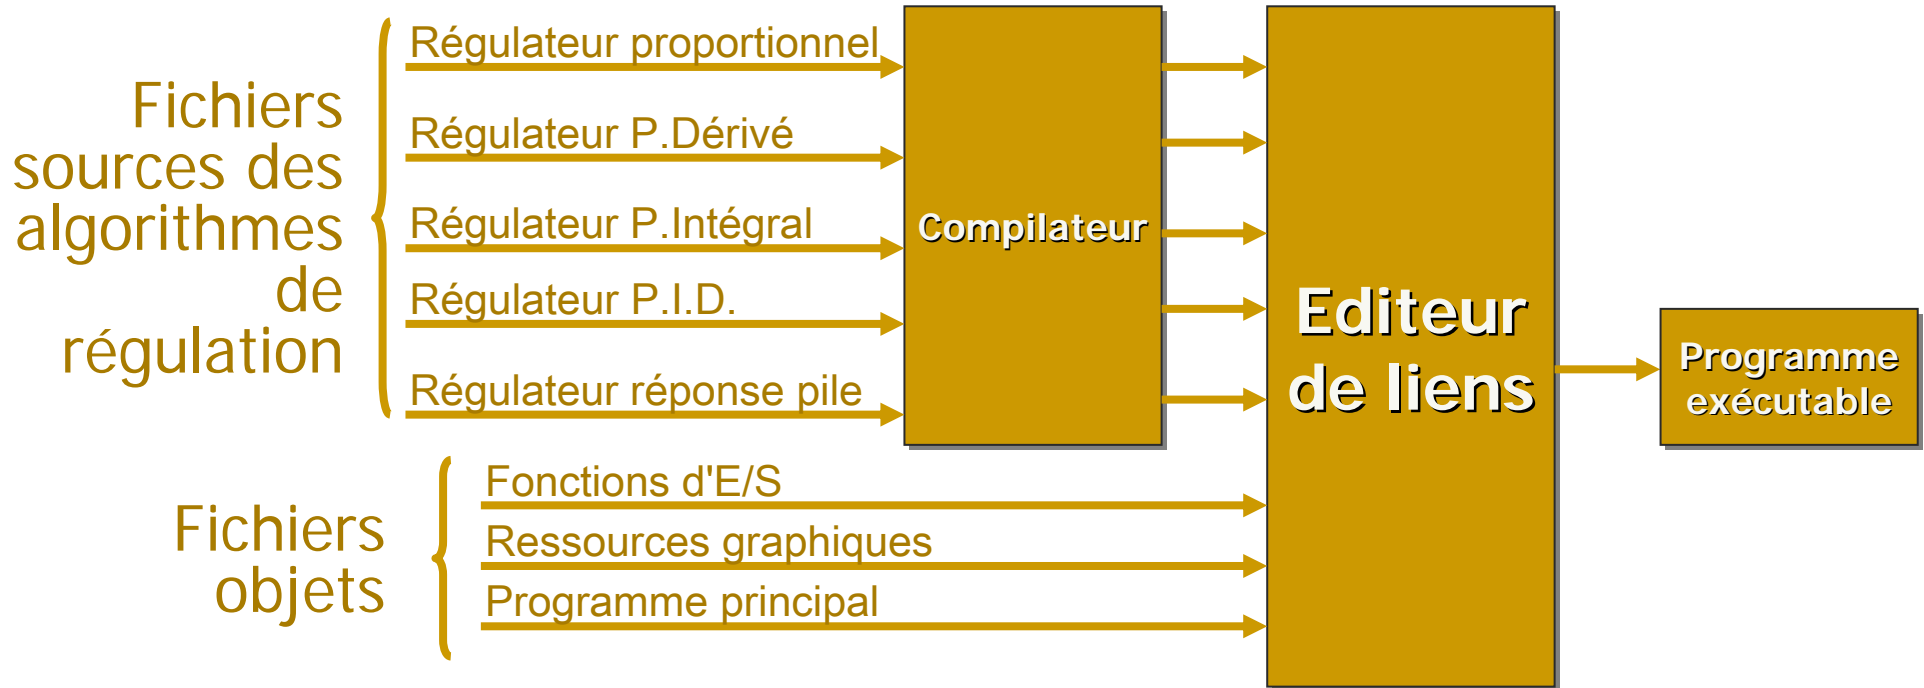 Fichiers
sources des
algorithmes
de
régulation
Régulateur proportionnel
Régulateur P.Dérivé
Régulateur P.Intégral
Régulateur P.I.D.
Régulateur réponse pile
Compilateur
Editeur
de liens
Programme
exécutable
Fichiers
objets
Fonctions d'E/S
Ressources graphiques
Programme principal